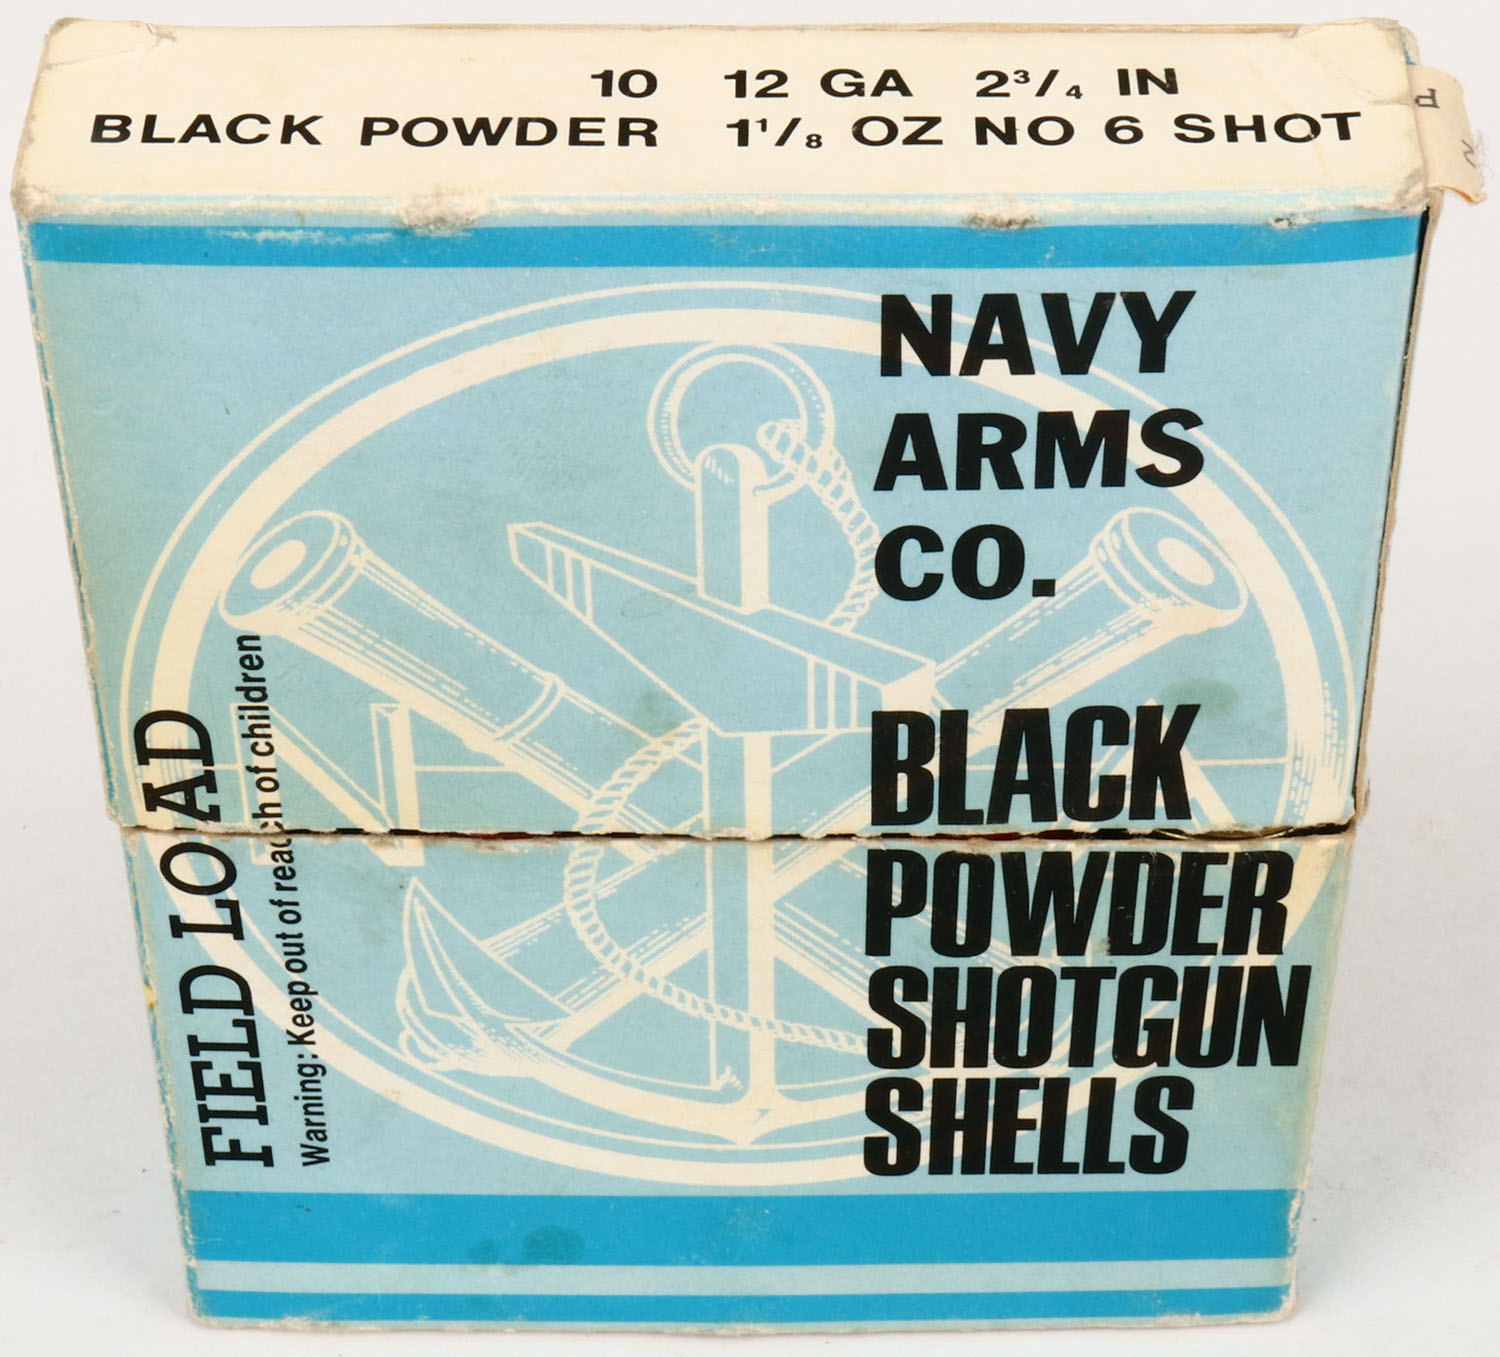 10 12 GA 2³/₄ IN
BLACK POWDER 1¹/₈ OZ NO 6 SHOT
NAVY
ARMS
CO.
BLACK
POWDER
SHOTGUN
SHELLS
FIELD LOAD
Warning: Keep out of reach of children
N